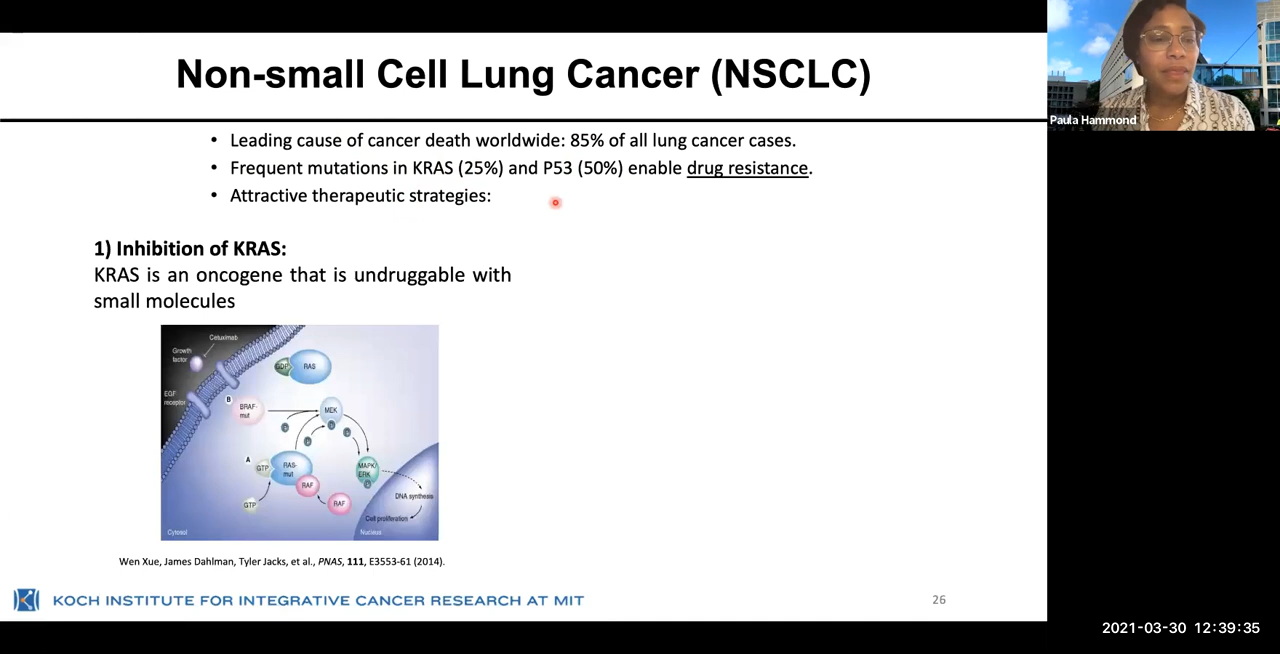 Non-small Cell Lung Cancer (NSCLC)
Paula Hammond
• Leading cause of cancer death worldwide: 85% of all lung cancer cases.
• Frequent mutations in KRAS (25%) and P53 (50%) enable drug resistance.
• Attractive therapeutic strategies:
1) Inhibition of KRAS:
KRAS is an oncogene that is undruggable with
small molecules
Cetuximab
Growth
factor
GDP
RAS
EGF
receptor
B
BRAF-
mut
MEK
A
GTP
RAS-
mut
MAPK/
ERK
RAF
GTP
RAF
DNA synthesis
Cell proliferation
Cytosol
Nucleus
Wen Xue, James Dahlman, Tyler Jacks, et al., PNAS, 111, E3553-61 (2014).
KOCH INSTITUTE FOR INTEGRATIVE CANCER RESEARCH AT MIT
26
2021-03-30 12:39:35